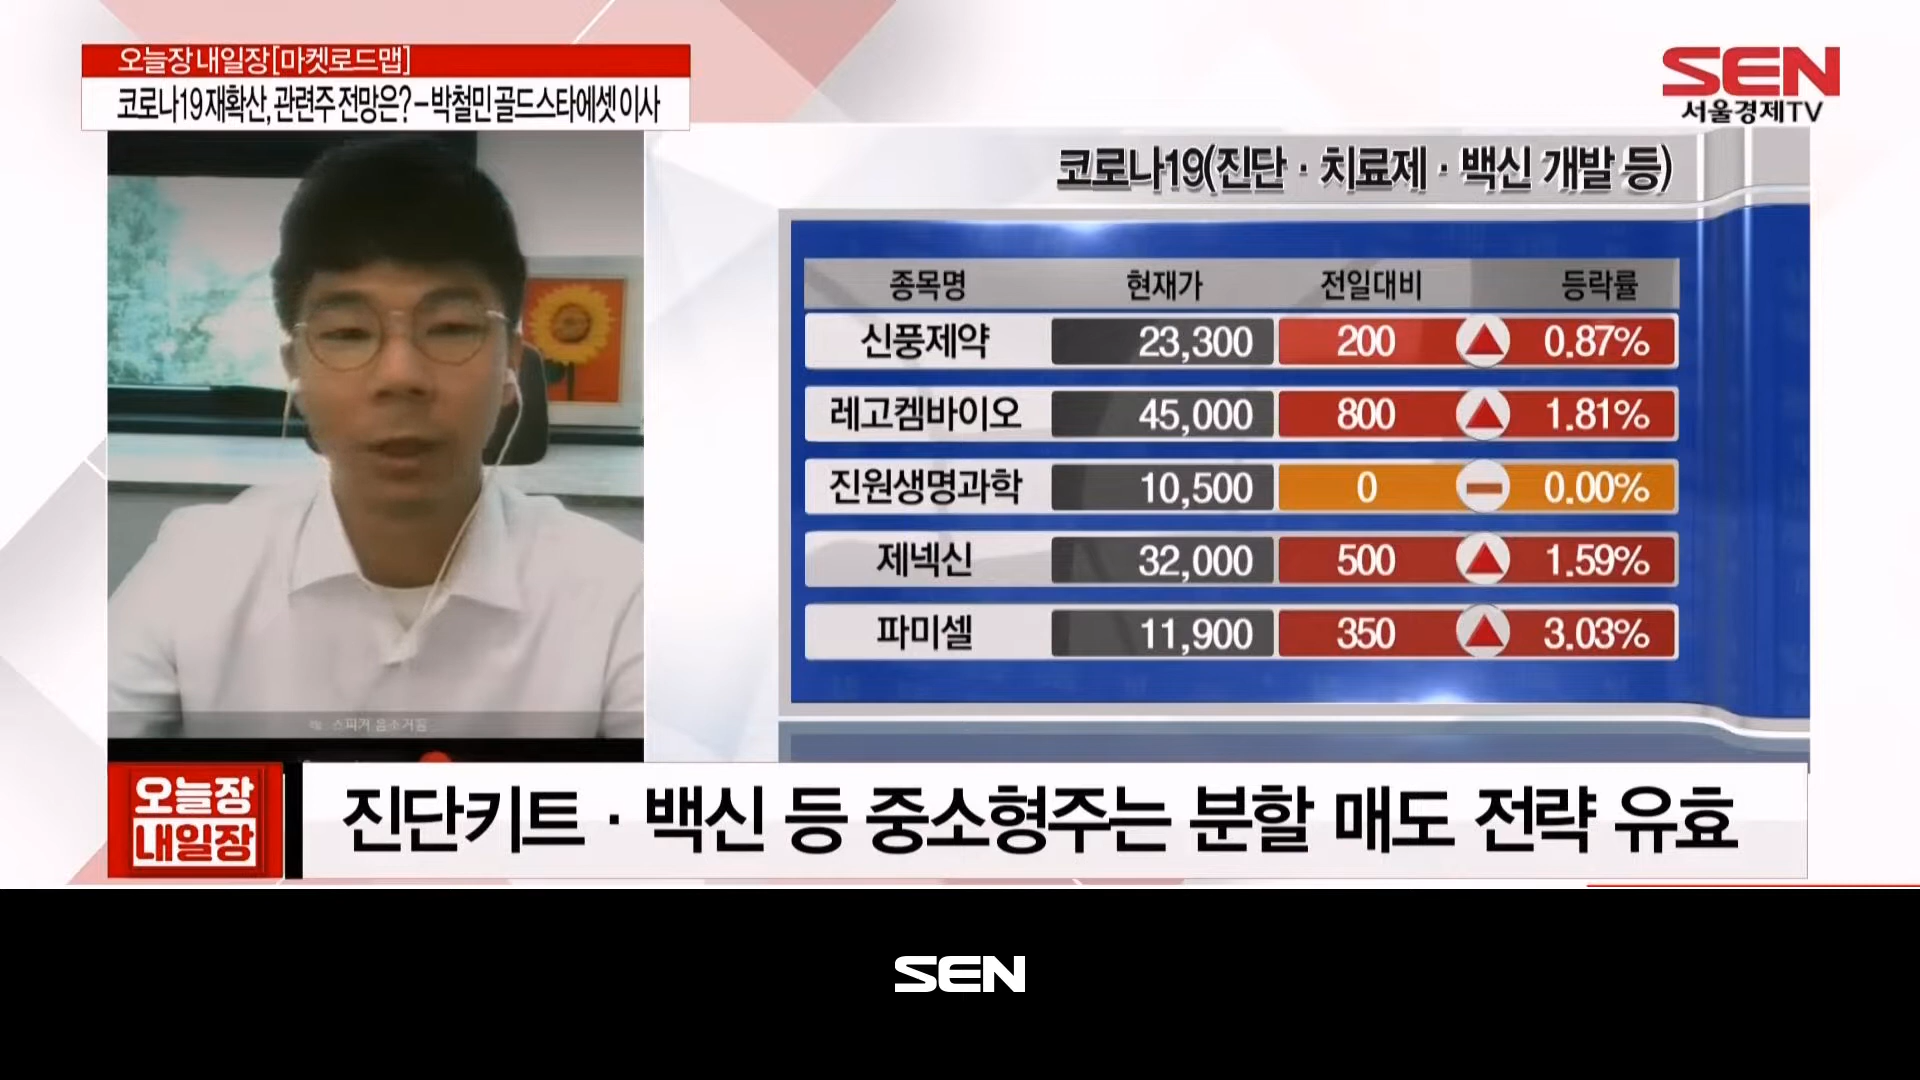 오늘장 내일장[마켓로드맵]
코로나19 재확산, 관련주 전망은? - 박철민 골드스타에셋 이사
SEN
서울경제TV
코로나19(진단 · 치료제 · 백신 개발 등)
종목명 현재가 전일대비 등락률
신풍제약 23,300 200 0.87%
레고켐바이오 45,000 800 1.81%
진원생명과학 10,500 0 0.00%
제넥신 32,000 500 1.59%
파미셀 11,900 350 3.03%
스피커 음소거됨
오늘장
내일장
진단키트 · 백신 등 중소형주는 분할 매도 전략 유효
SEN